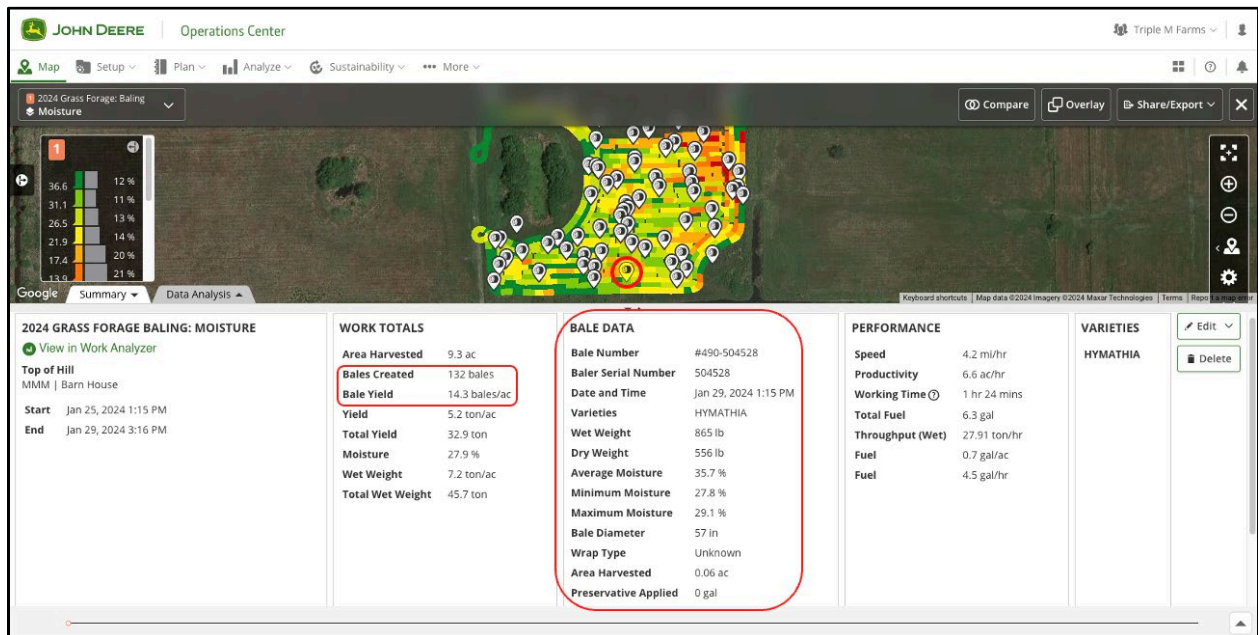 JOHN DEERE Operations Center Triple M Farms
Map Setup Plan Analyze Sustainability More
1 2024 Grass Forage: Baling
Moisture
Compare Overlay Share/Export
1
36.6 12 %
31.1 11 %
26.5 13 %
21.9 14 %
17.4 20 %
13.9 21 %
Google Summary Data Analysis
Keyboard shortcuts Map data ©2024 Imagery ©2024 Maxar Technologies Terms Report a map error
2024 GRASS FORAGE BALING: MOISTURE
View in Work Analyzer
Top of Hill
MMM | Barn House
Start Jan 25, 2024 1:15 PM
End Jan 29, 2024 3:16 PM
WORK TOTALS
Area Harvested 9.3 ac
Bales Created 132 bales
Bale Yield 14.3 bales/ac
Yield 5.2 ton/ac
Total Yield 32.9 ton
Moisture 27.9 %
Wet Weight 7.2 ton/ac
Total Wet Weight 45.7 ton
BALE DATA
Bale Number #490-504528
Baler Serial Number 504528
Date and Time Jan 29, 2024 1:15 PM
Varieties HYMATHIA
Wet Weight 865 lb
Dry Weight 556 lb
Average Moisture 35.7 %
Minimum Moisture 27.8 %
Maximum Moisture 29.1 %
Bale Diameter 57 in
Wrap Type Unknown
Area Harvested 0.06 ac
Preservative Applied 0 gal
PERFORMANCE
Speed 4.2 mi/hr
Productivity 6.6 ac/hr
Working Time 1 hr 24 mins
Total Fuel 6.3 gal
Throughput (Wet) 27.91 ton/hr
Fuel 0.7 gal/ac
Fuel 4.5 gal/hr
VARIETIES
HYMATHIA
Edit
Delete